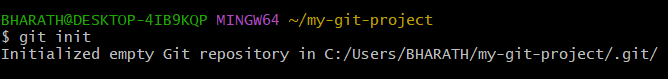 BHARATH@DESKTOP-4IB9KQP MINGW64 ~/my-git-project
$ git init
Initialized empty Git repository in C:/Users/BHARATH/my-git-project/.git/